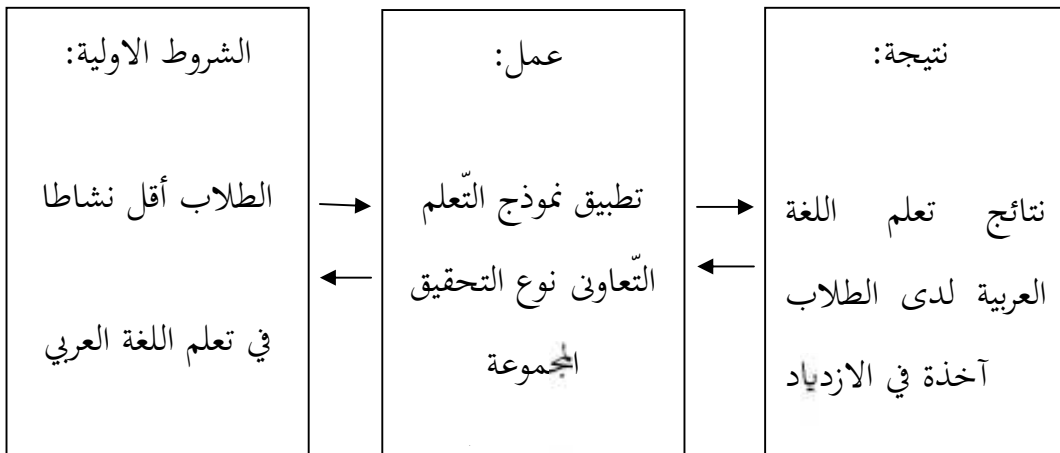 الشروط الاولية:
الطلاب أقل نشاطا
في تعلم اللغة العربي
عمل:
تطبيق نموذج التّعلم
التّعاونى نوع التحقيق
المجموعة
نتيجة:
نتائج تعلم اللغة
العربية لدى الطلاب
آخذة في الازدياد